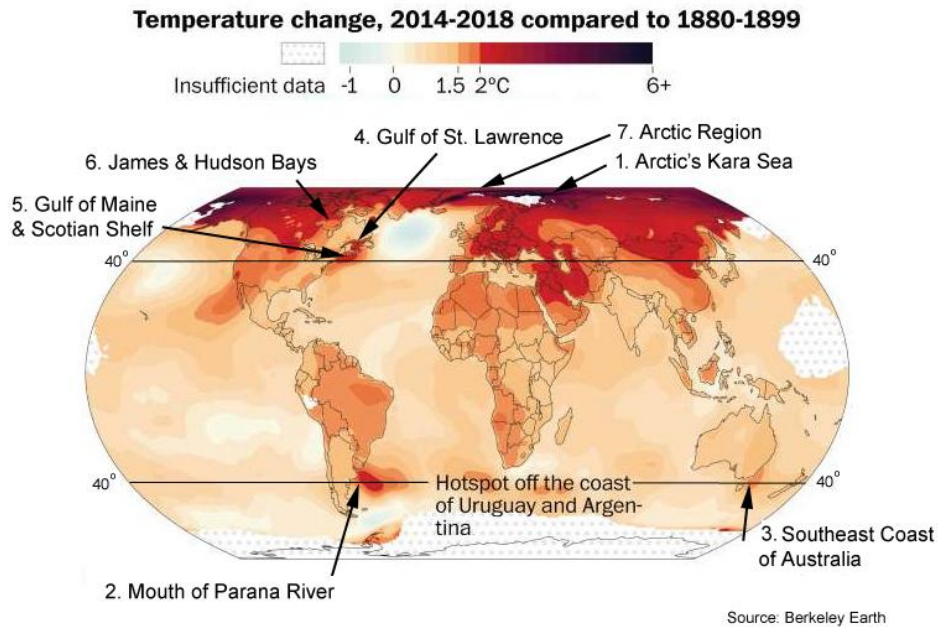 Temperature change, 2014-2018 compared to 1880-1899
Insufficient data -1 0 1.5 2°C 6+
4. Gulf of St. Lawrence
7. Arctic Region
6. James & Hudson Bays
1. Arctic's Kara Sea
5. Gulf of Maine
& Scotian Shelf
40° 40°
40° 40°
Hotspot off the coast
of Uruguay and Argen-
tina
3. Southeast Coast
of Australia
2. Mouth of Parana River
Source: Berkeley Earth